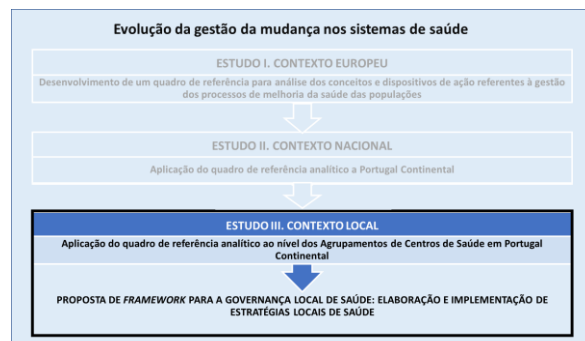 Evolução da gestão da mudança nos sistemas de saúde
ESTUDO I. CONTEXTO EUROPEU
Desenvolvimento de um quadro de referência para análise dos conceitos e dispositivos de ação referentes à gestão
dos processos de melhoria da saúde das populações
ESTUDO II. CONTEXTO NACIONAL
Aplicação do quadro de referência analítico a Portugal Continental
ESTUDO III. CONTEXTO LOCAL
Aplicação do quadro de referência analítico ao nível dos Agrupamentos de Centros de Saúde em Portugal
Continental
PROPOSTA DE FRAMEWORK PARA A GOVERNANÇA LOCAL DE SAÚDE: ELABORAÇÃO E IMPLEMENTAÇÃO DE
ESTRATÉGIAS LOCAIS DE SAÚDE